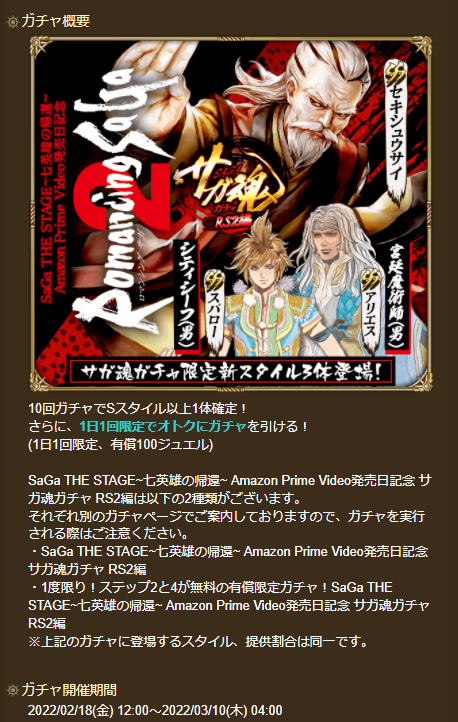 ガチャ概要
SaGa THE STAGE~七英雄の帰還~
Amazon Prime Video発売日記念
Romancing SaGa
2
サガ魂
SAGA
ガチャ
RS2編
SS
セキシュウサイ
シティシーフ(男)
SS
スパロー
SS
アリエス
宮廷魔術師(男)
サガ魂ガチャ限定新スタイル3体登場!
10回ガチャでSスタイル以上1体確定！
さらに、1日1回限定でオトクにガチャを引ける！
(1日1回限定、有償100ジュエル)
SaGa THE STAGE~七英雄の帰還~ Amazon Prime Video発売日記念 サ
ガ魂ガチャ RS2編は以下の2種類がございます。
それぞれ別のガチャページでご案内しておりますので、ガチャを実行
される際はご注意ください。
・SaGa THE STAGE~七英雄の帰還~ Amazon Prime Video発売日記念
サガ魂ガチャ RS2編
・1度限り！ステップ2と4が無料の有償限定ガチャ！SaGa THE
STAGE~七英雄の帰還~ Amazon Prime Video発売日記念 サガ魂ガチャ
RS2編
※上記のガチャに登場するスタイル、提供割合は同一です。
ガチャ開催期間
2022/02/18(金) 12:00～2022/03/10(木) 04:00